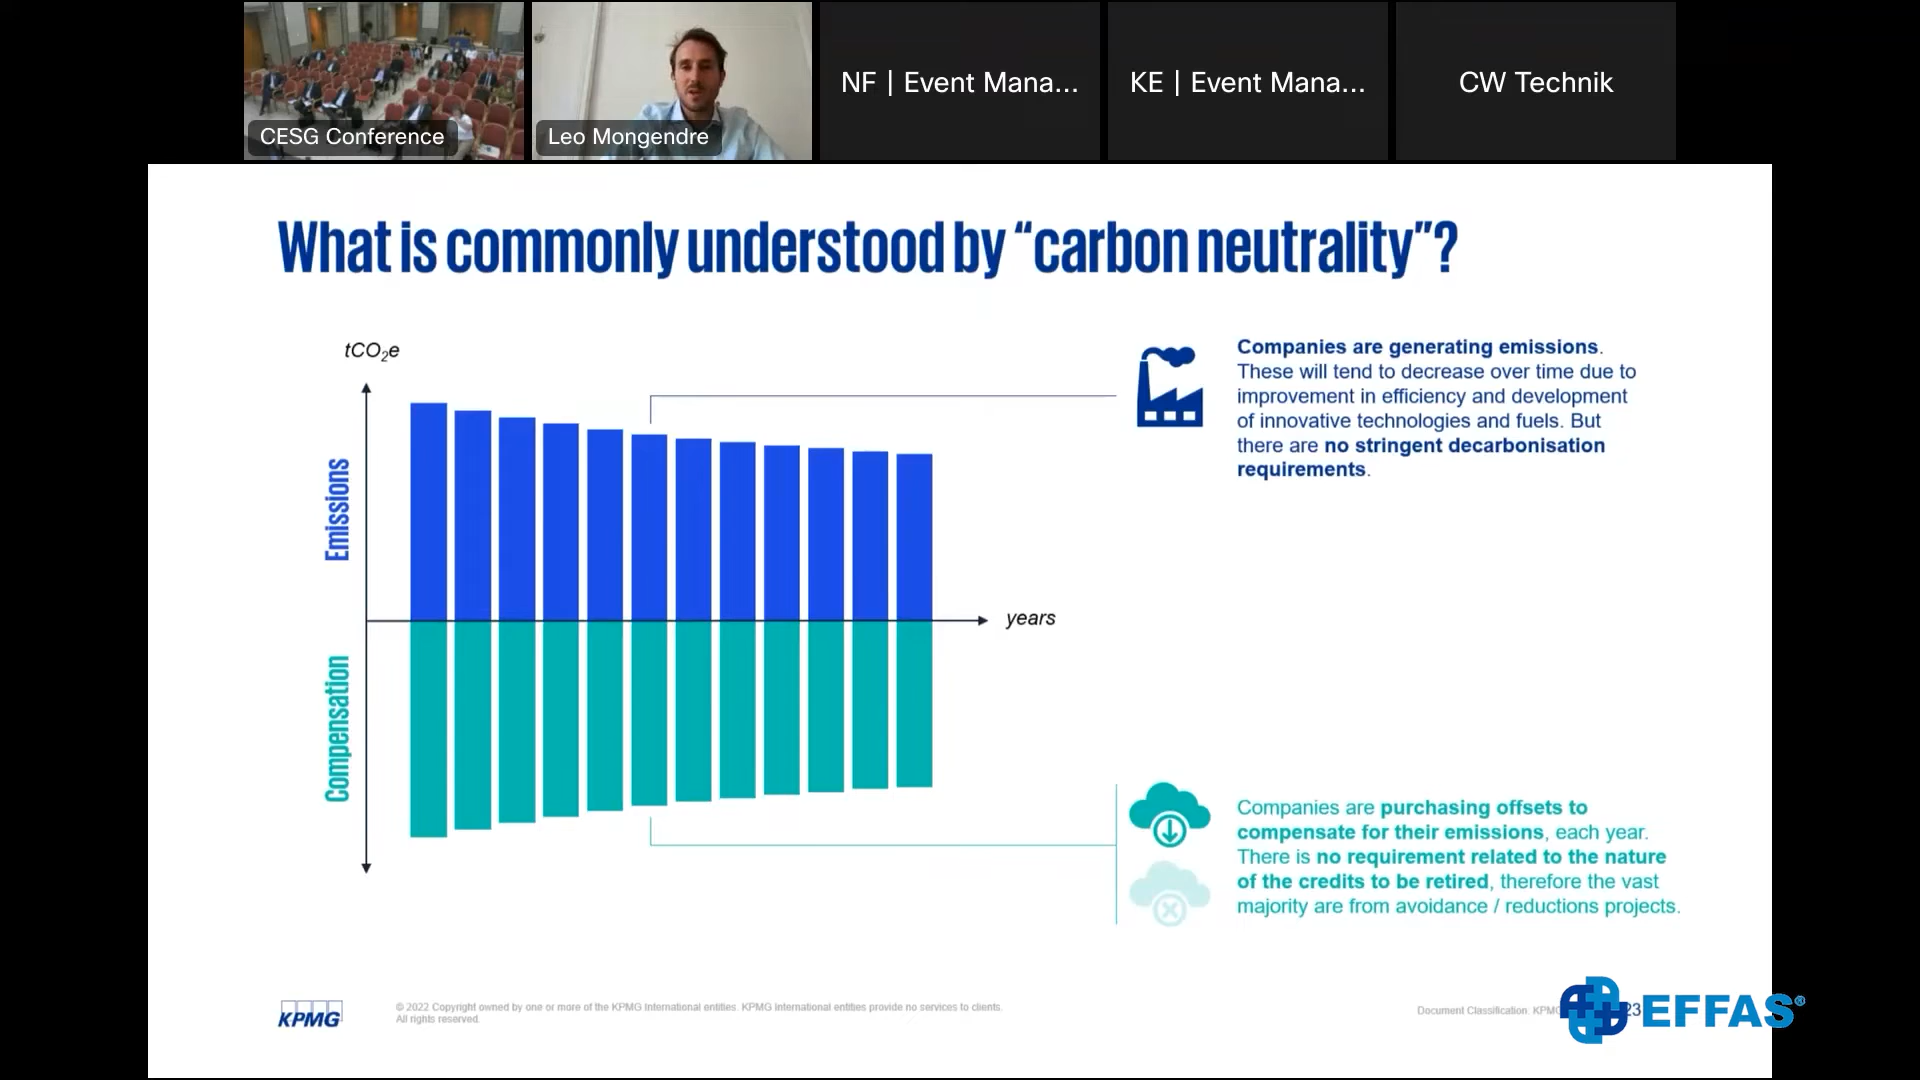 CESG Conference
Leo Mongendre
NF | Event Mana...
KE | Event Mana...
CW Technik
What is commonly understood by “carbon neutrality”?
tCO₂e
Emissions
Compensation
years
Companies are generating emissions.
These will tend to decrease over time due to
improvement in efficiency and development
of innovative technologies and fuels. But
there are no stringent decarbonisation
requirements.
Companies are purchasing offsets to
compensate for their emissions, each year.
There is no requirement related to the nature
of the credits to be retired, therefore the vast
majority are from avoidance / reductions projects.
KPMG
© 2022 Copyright owned by one or more of the KPMG International entities. KPMG International entities provide no services to clients.
All rights reserved.
Document Classification: KPMG
23
EFFAS®